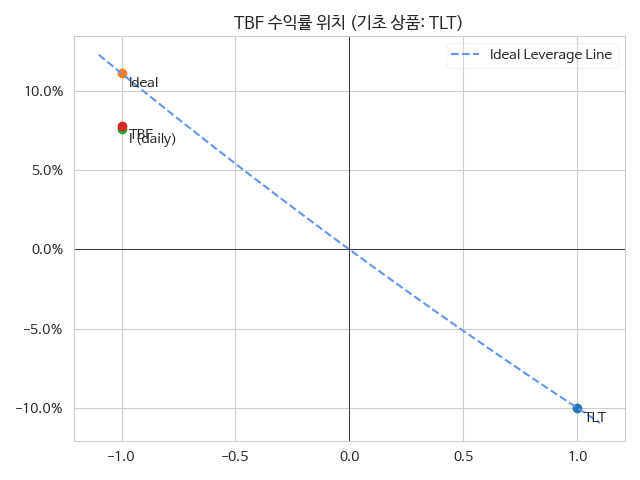 TBF 수익률 위치 (기초 상품: TLT)
Ideal Leverage Line
Ideal
TBF
l (daily)
TLT
10.0%
5.0%
0.0%
−5.0%
−10.0%
−1.0
−0.5
0.0
0.5
1.0